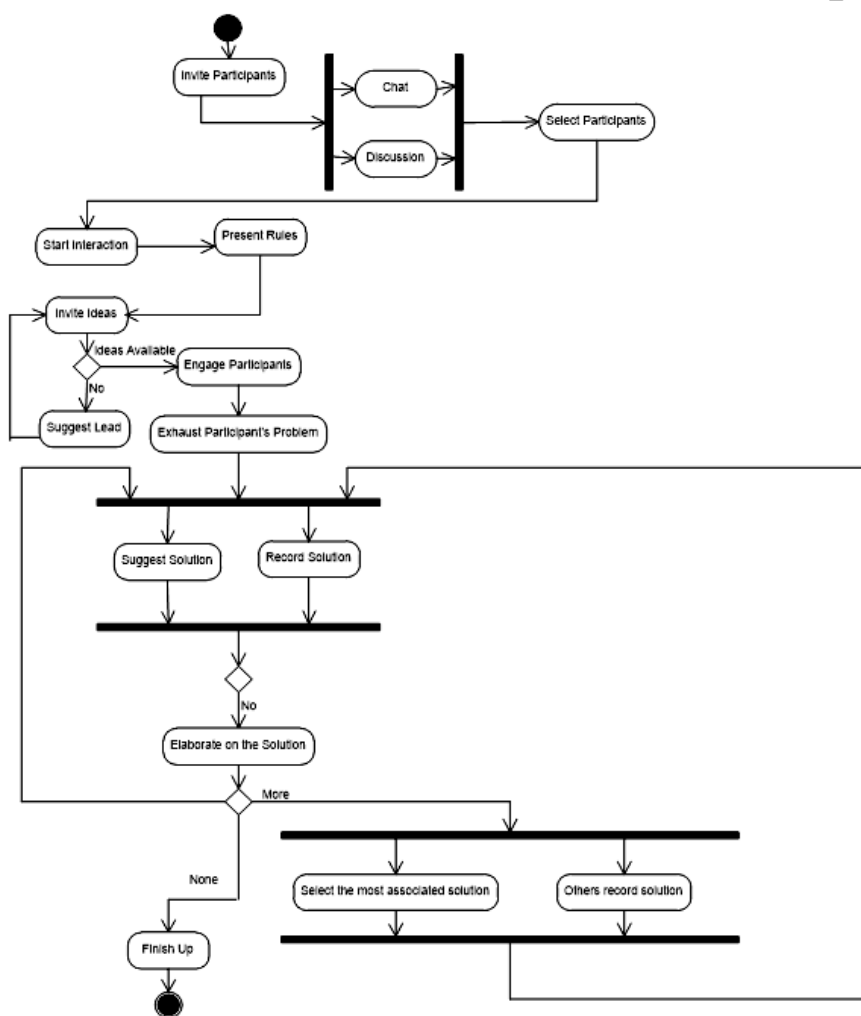 Invite Participants
Chat
Select Participants
Discussion
Start Interaction
Present Rules
Invite Ideas
Ideas Available
Engage Participants
No
Suggest Lead
Exhaust Participant's Problem
Suggest Solution
Record Solution
No
Elaborate on the Solution
More
None
Select the most associated solution
Others record solution
Finish Up